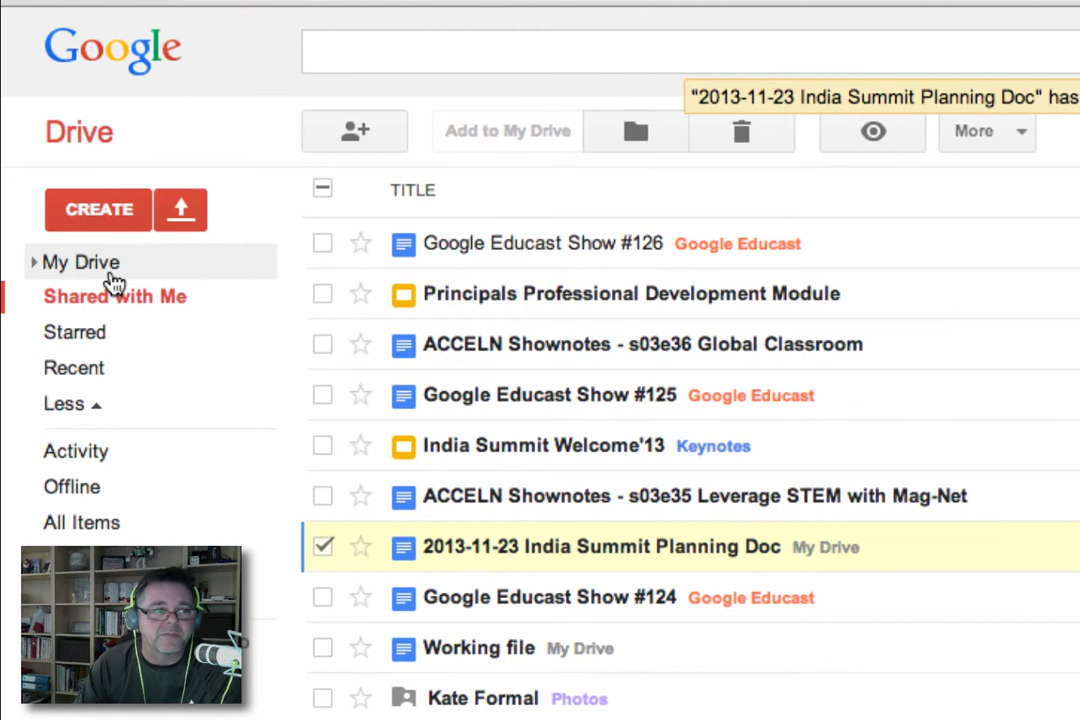 Google
"2013-11-23 India Summit Planning Doc" has
Drive
Add to My Drive
More
CREATE
TITLE
My Drive
Google Educast Show #126 Google Educast
Shared with Me
Principals Professional Development Module
Starred
ACCELN Shownotes - s03e36 Global Classroom
Recent
Google Educast Show #125 Google Educast
Less
India Summit Welcome'13 Keynotes
Activity
Offline
ACCELN Shownotes - s03e35 Leverage STEM with Mag-Net
All Items
2013-11-23 India Summit Planning Doc My Drive
Google Educast Show #124 Google Educast
Working file My Drive
Kate Formal Photos